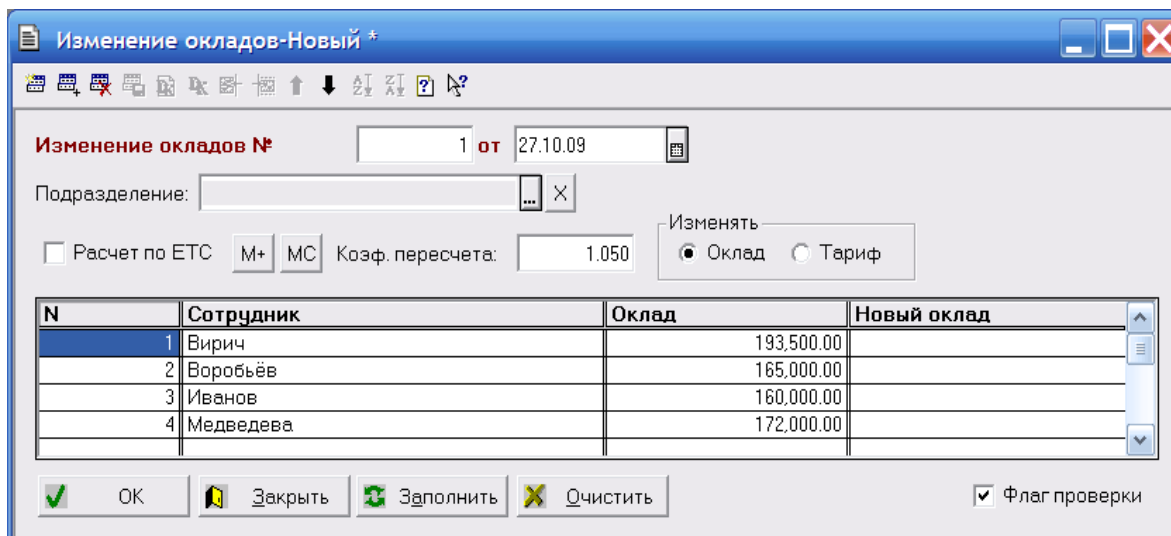 Изменение окладов-Новый *
Изменение окладов № 1 от 27.10.09
Подразделение: ... X
Изменять
Расчет по ЕТС M+ MC Коэф. пересчета: 1.050 Оклад Тариф
N Сотрудник Оклад Новый оклад
1 Вирич 193,500.00
2 Воробьёв 165,000.00
3 Иванов 160,000.00
4 Медведева 172,000.00
OK Закрыть Заполнить Очистить Флаг проверки